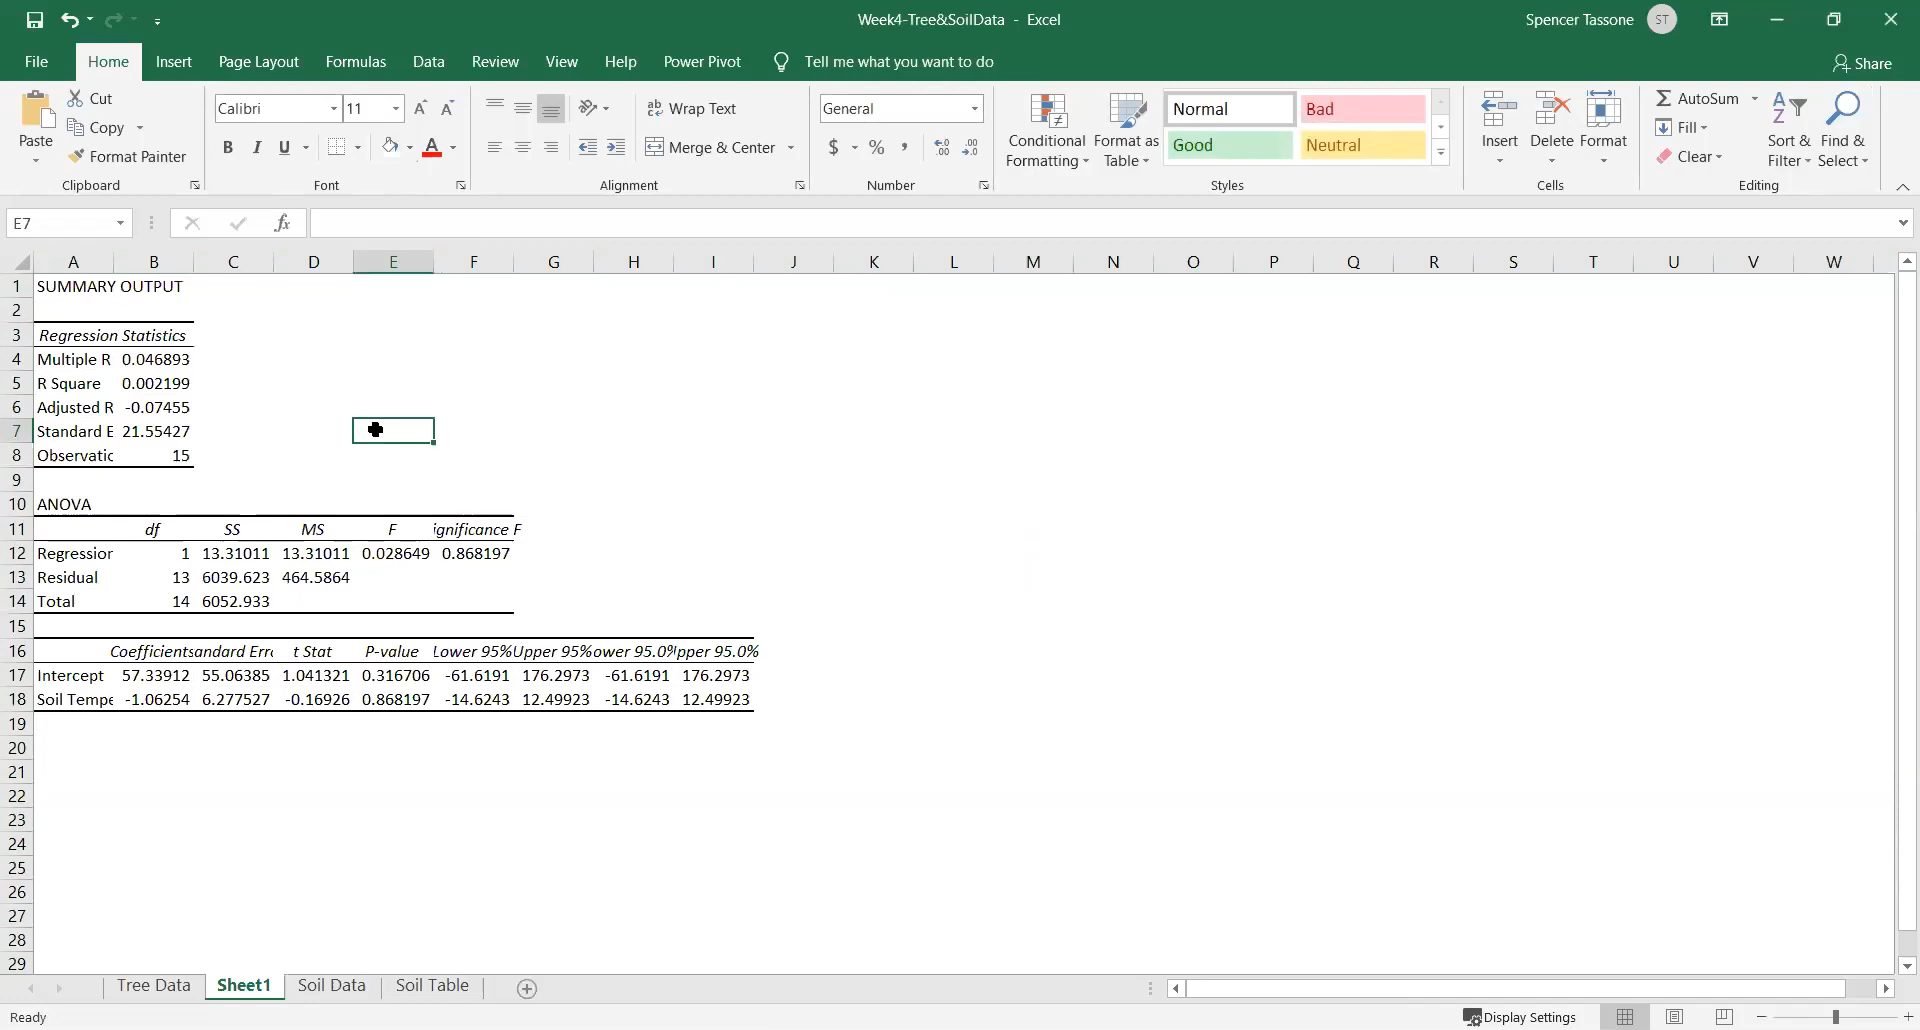 Week4-Tree&SoilData - Excel
Spencer Tassone
ST
File Home Insert Page Layout Formulas Data Review View Help Power Pivot Tell me what you want to do
Share
Paste
Cut
Copy
Format Painter
Clipboard
Calibri 11
B I U
Font
Wrap Text
Merge & Center
Alignment
General
$ % ,
Number
Conditional Formatting
Format as Table
Normal Bad
Good Neutral
Styles
Insert Delete Format
Cells
AutoSum
Fill
Clear
Sort & Filter
Find & Select
Editing
E7
fx
A B C D E F G H I J K L M N O P Q R S T U V W
1 SUMMARY OUTPUT
2
3 Regression Statistics
4 Multiple R 0.046893
5 R Square 0.002199
6 Adjusted R -0.07455
7 Standard E 21.55427
8 Observatic 15
9
10 ANOVA
11 df SS MS F ignificance F
12 Regression 1 13.31011 13.31011 0.028649 0.868197
13 Residual 13 6039.623 464.5864
14 Total 14 6052.933
15
16 Coefficients andard Erro t Stat P-value Lower 95% Upper 95% ower 95.0% pper 95.0%
17 Intercept 57.33912 55.06385 1.041321 0.316706 -61.6191 176.2973 -61.6191 176.2973
18 Soil Tempe -1.06254 6.277527 -0.16926 0.868197 -14.6243 12.49923 -14.6243 12.49923
19
20
21
22
23
24
25
26
27
28
29
Tree Data Sheet1 Soil Data Soil Table
Ready
Display Settings